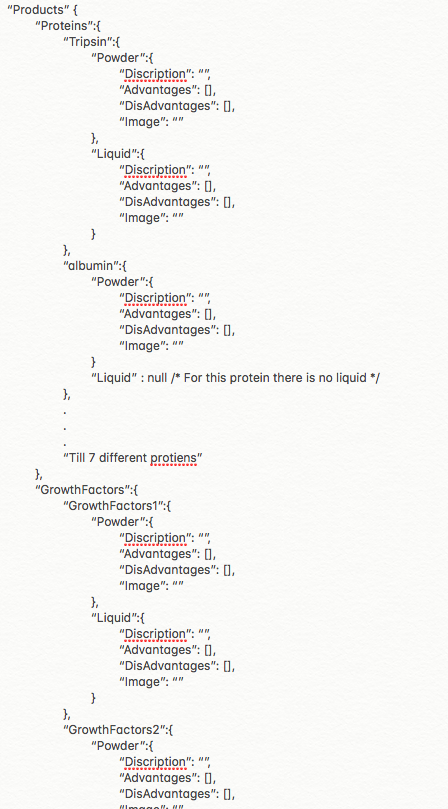 “Products” {
“Proteins”:{
“Tripsin”:{
“Powder”:{
“Discription”: “”,
“Advantages”: [],
“DisAdvantages”: [],
“Image”: “”
},
“Liquid”:{
“Discription”: “”,
“Advantages”: [],
“DisAdvantages”: [],
“Image”: “”
}
},
“albumin”:{
“Powder”:{
“Discription”: “”,
“Advantages”: [],
“DisAdvantages”: [],
“Image”: “”
}
“Liquid” : null /* For this protein there is no liquid */
},
.
.
.
“Till 7 different protiens”
},
“GrowthFactors”:{
“GrowthFactors1”:{
“Powder”:{
“Discription”: “”,
“Advantages”: [],
“DisAdvantages”: [],
“Image”: “”
},
“Liquid”:{
“Discription”: “”,
“Advantages”: [],
“DisAdvantages”: [],
“Image”: “”
}
},
“GrowthFactors2”:{
“Powder”:{
“Discription”: “”,
“Advantages”: [],
“DisAdvantages”: [],
“Image”: “”